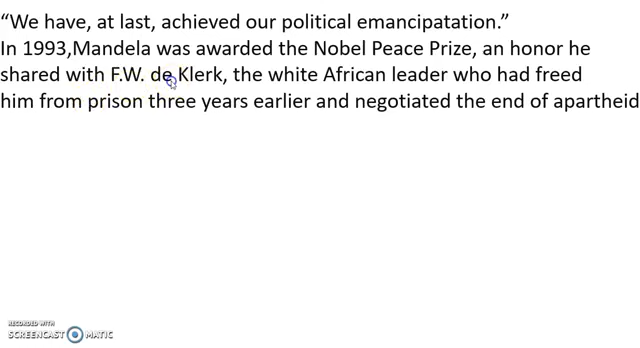 “We have, at last, achieved our political emancipatation.”
In 1993,Mandela was awarded the Nobel Peace Prize, an honor he
shared with F.W. de Klerk, the white African leader who had freed
him from prison three years earlier and negotiated the end of apartheid
RECORDED WITH
SCREENCAST MATIC